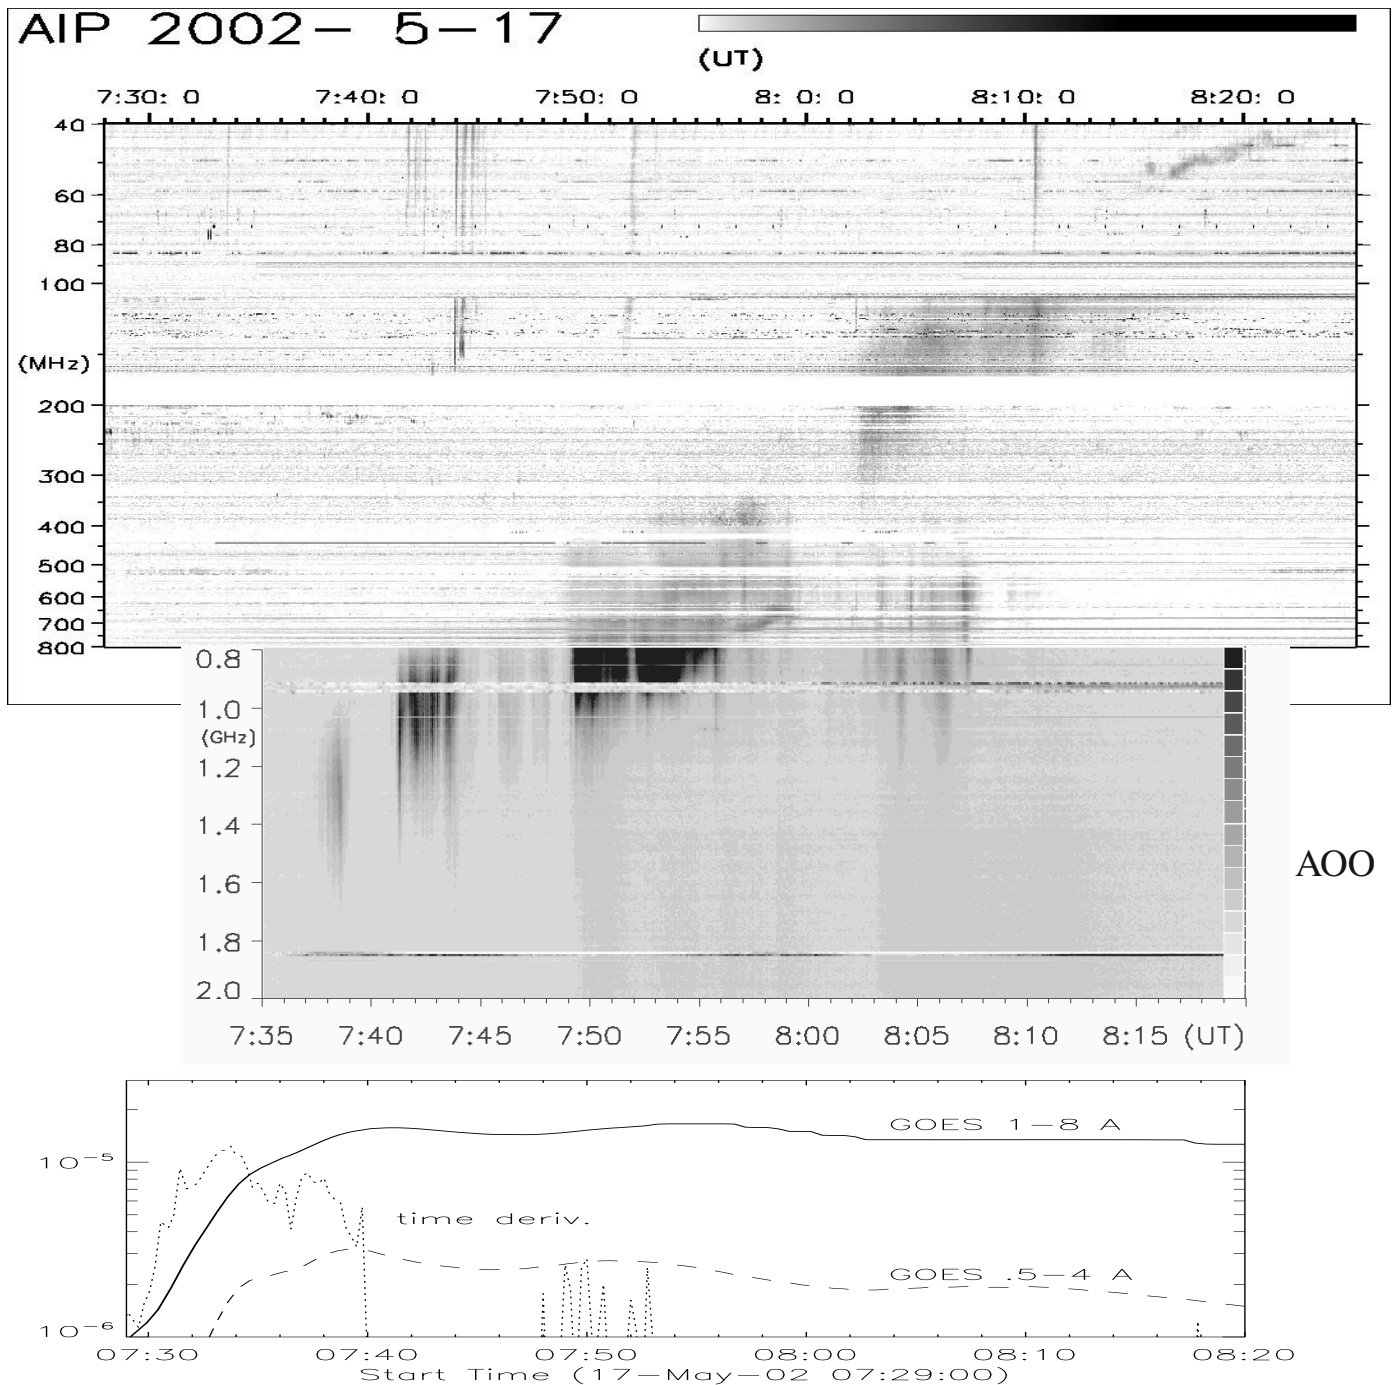 AIP 2002- 5-17
(UT)
7:30: 0 7:40: 0 7:50: 0 8: 0: 0 8:10: 0 8:20: 0
40
60
80
100
(MHz)
200
300
400
500
600
700
800
0.8
1.0
(GHz)
1.2
1.4
AOO
1.6
1.8
2.0
7:35 7:40 7:45 7:50 7:55 8:00 8:05 8:10 8:15 (UT)
GOES 1-8 A
10⁻⁵
time deriv.
GOES .5-4 A
10⁻⁶
07:30 07:40 07:50 08:00 08:10 08:20
Start Time (17-May-02 07:29:00)